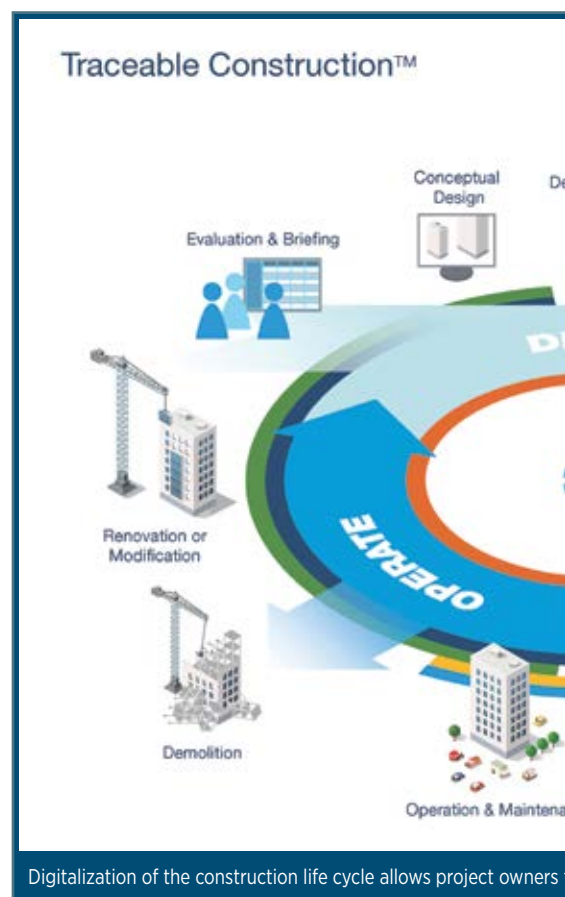 Traceable Construction™
Conceptual
Design
De
Evaluation & Briefing
D
Renovation or
Modification
OPERATE
Demolition
Operation & Maintena
Digitalization of the construction life cycle allows project owners